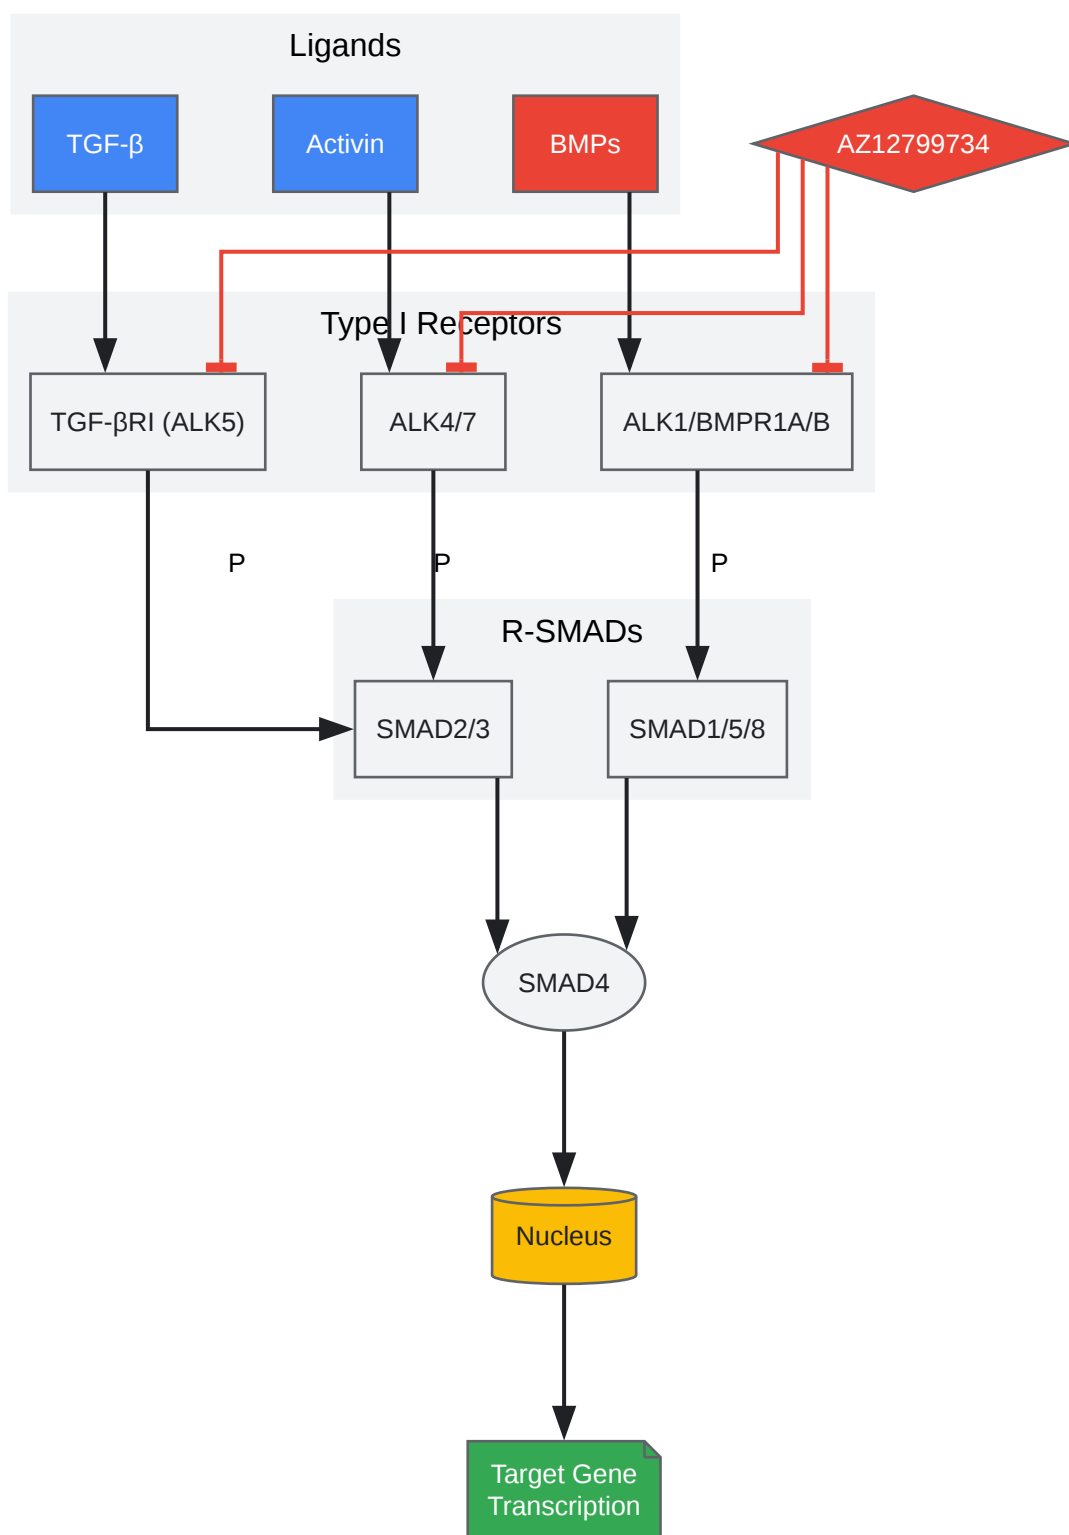 Ligands
TGF-β
Activin
BMPs
AZ12799734
Type I Receptors
TGF-βRI (ALK5)
ALK4/7
ALK1/BMPR1A/B
P
P
P
R-SMADs
SMAD2/3
SMAD1/5/8
SMAD4
Nucleus
Target Gene
Transcription